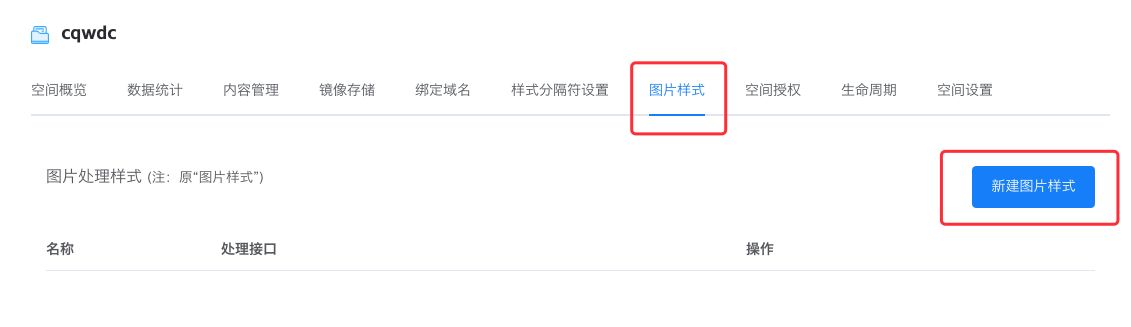 cqwdc
空间概览 数据统计 内容管理 镜像存储 绑定域名 样式分隔符设置 图片样式 空间授权 生命周期 空间设置
图片处理样式 (注：原“图片样式”)
新建图片样式
名称 处理接口 操作